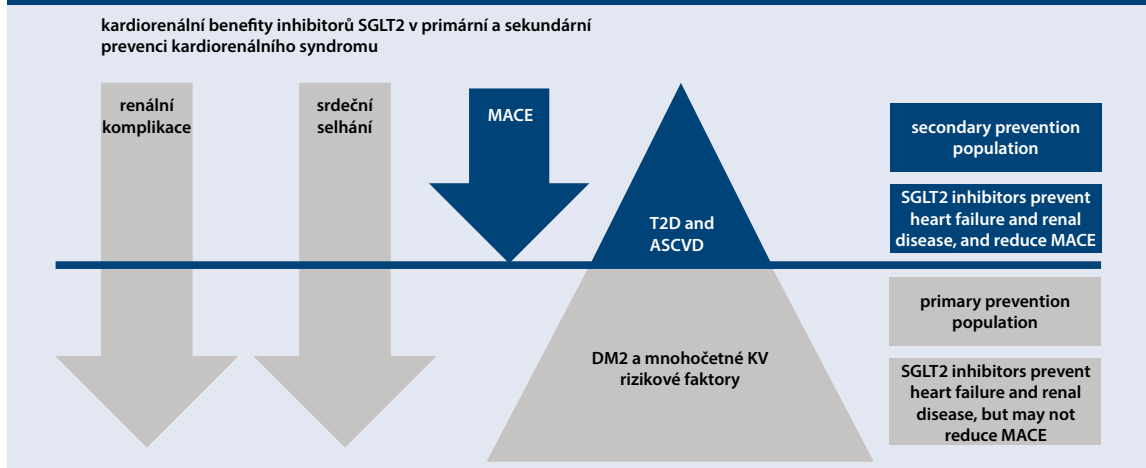 kardiorenální benefity inhibitorů SGLT2 v primární a sekundární
prevenci kardiorenálního syndromu
renální
komplikace
srdeční
selhání
MACE
T2D and
ASCVD
DM2 a mnohočetné KV
rizikové faktory
secondary prevention
population
SGLT2 inhibitors prevent
heart failure and renal
disease, and reduce MACE
primary prevention
population
SGLT2 inhibitors prevent
heart failure and renal
disease, but may not
reduce MACE